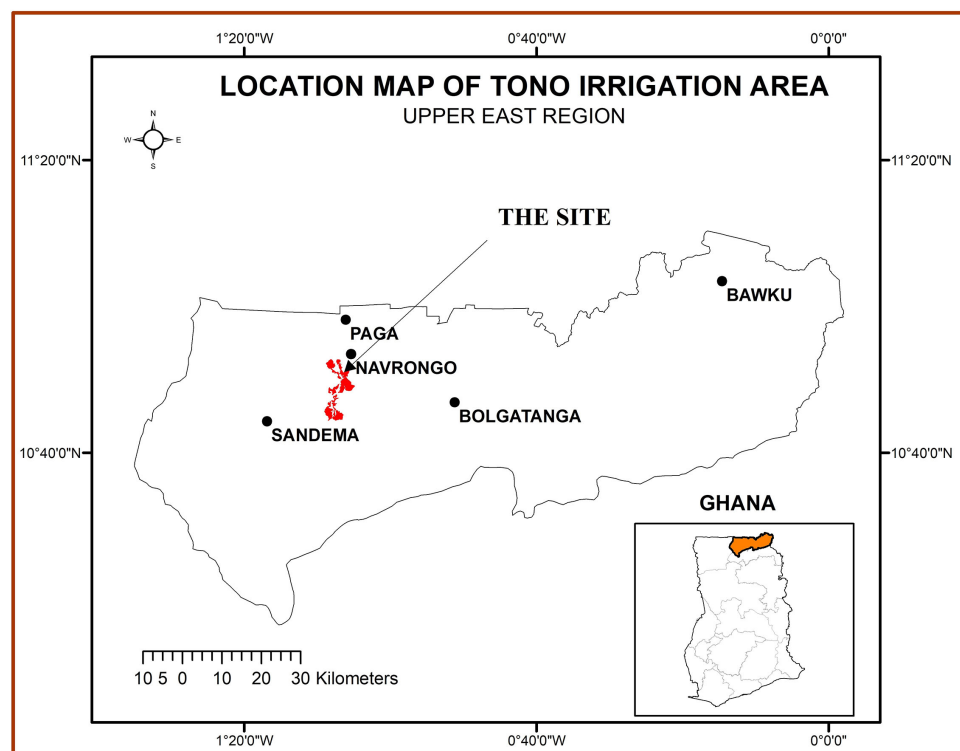 1°20'0"W 0°40'0"W 0°0'0"
LOCATION MAP OF TONO IRRIGATION AREA
UPPER EAST REGION
N
W E
S
11°20'0"N 11°20'0"N
THE SITE
BAWKU
PAGA
NAVRONGO
BOLGATANGA
SANDEMA
10°40'0"N 10°40'0"N
GHANA
10 5 0 10 20 30 Kilometers
1°20'0"W 0°40'0"W 0°0'0"